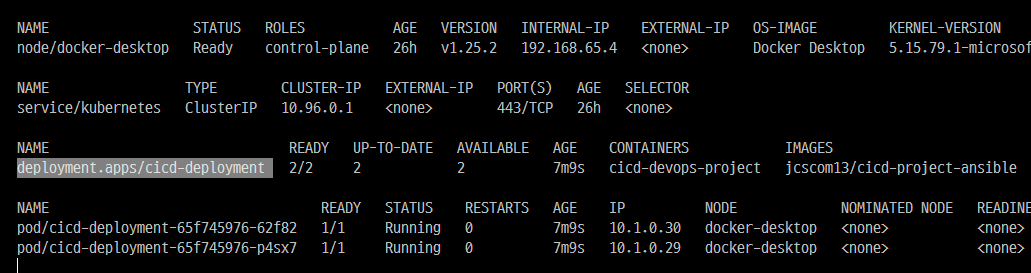 NAME STATUS ROLES AGE VERSION INTERNAL-IP EXTERNAL-IP OS-IMAGE KERNEL-VERSION
node/docker-desktop Ready control-plane 26h v1.25.2 192.168.65.4 <none> Docker Desktop 5.15.79.1-microsof
NAME TYPE CLUSTER-IP EXTERNAL-IP PORT(S) AGE SELECTOR
service/kubernetes ClusterIP 10.96.0.1 <none> 443/TCP 26h <none>
NAME READY UP-TO-DATE AVAILABLE AGE CONTAINERS IMAGES
deployment.apps/cicd-deployment 2/2 2 2 7m9s cicd-devops-project jcscom13/cicd-project-ansible
NAME READY STATUS RESTARTS AGE IP NODE NOMINATED NODE READINE
pod/cicd-deployment-65f745976-62f82 1/1 Running 0 7m9s 10.1.0.30 docker-desktop <none> <none>
pod/cicd-deployment-65f745976-p4sx7 1/1 Running 0 7m9s 10.1.0.29 docker-desktop <none> <none>